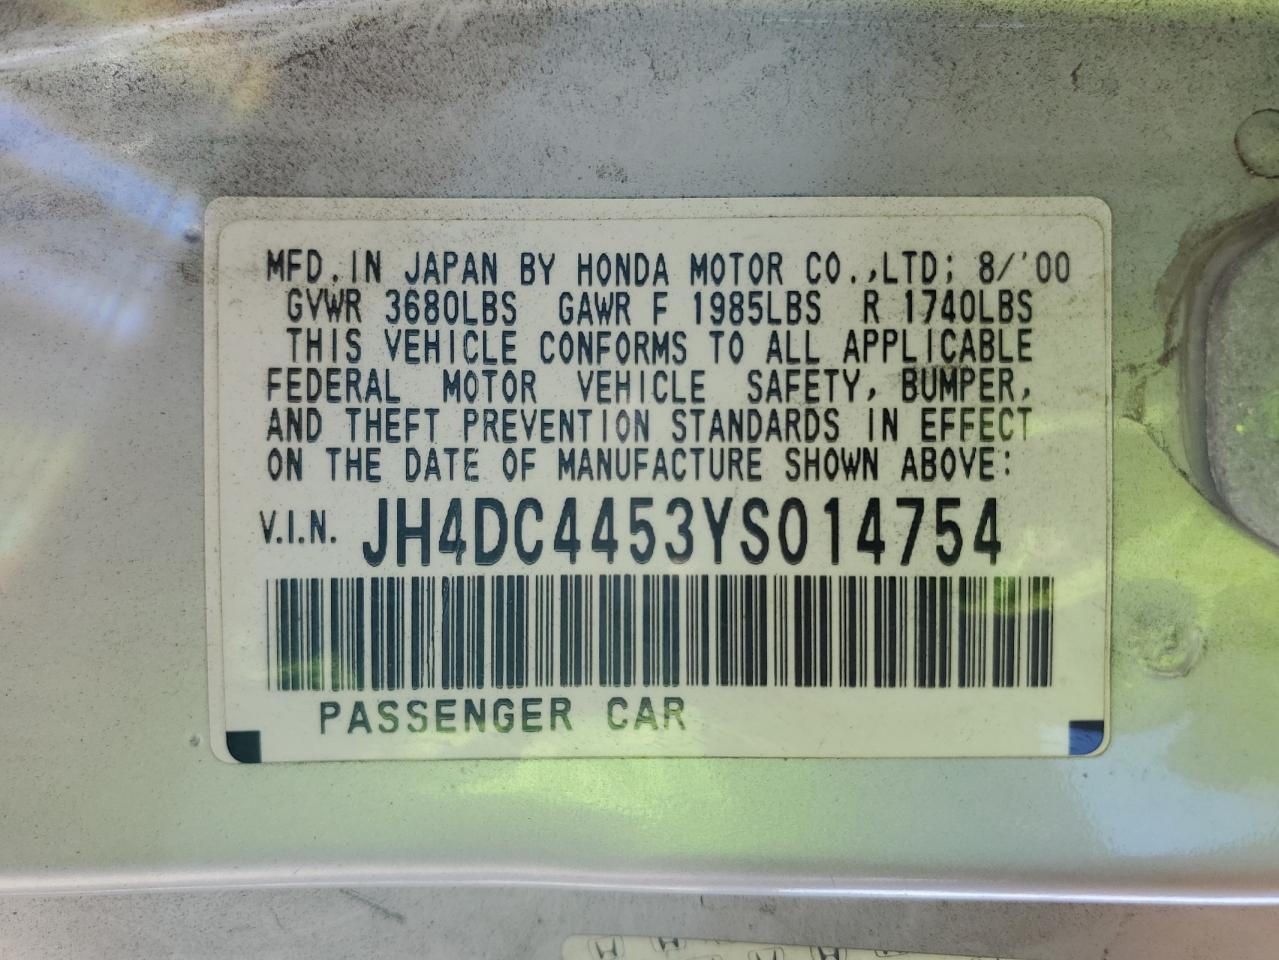 MFD. IN JAPAN BY HONDA MOTOR CO.,LTD; 8/'00
GVWR 3680LBS GAWR F 1985LBS R 1740LBS
THIS VEHICLE CONFORMS TO ALL APPLICABLE
FEDERAL MOTOR VEHICLE SAFETY, BUMPER,
AND THEFT PREVENTION STANDARDS IN EFFECT
ON THE DATE OF MANUFACTURE SHOWN ABOVE:
V.I.N. JH4DC4453YS014754
PASSENGER CAR